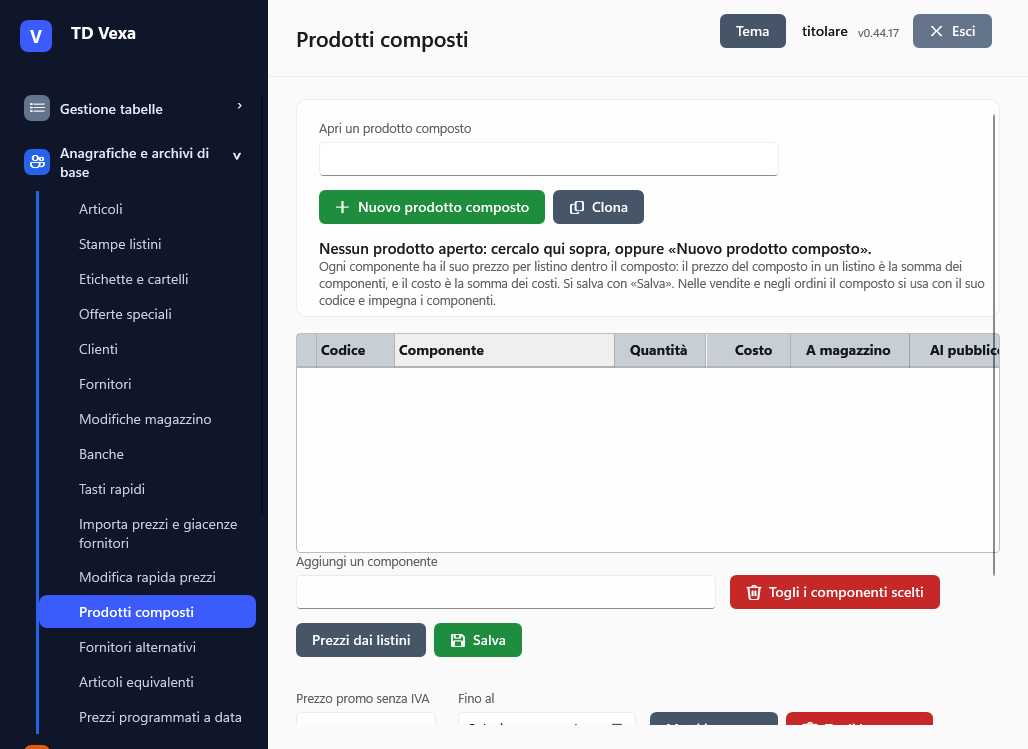 V
TD Vexa
Gestione tabelle
Anagrafiche e archivi di
base
Articoli
Stampe listini
Etichette e cartelli
Offerte speciali
Clienti
Fornitori
Modifiche magazzino
Banche
Tasti rapidi
Importa prezzi e giacenze
fornitori
Modifica rapida prezzi
Prodotti composti
Fornitori alternativi
Articoli equivalenti
Prezzi programmati a data
Prodotti composti
Tema titolare v0.44.17 Esci
Apri un prodotto composto
Nuovo prodotto composto Clona
Nessun prodotto aperto: cercalo qui sopra, oppure «Nuovo prodotto composto».
Ogni componente ha il suo prezzo per listino dentro il composto: il prezzo del composto in un listino è la somma dei
componenti, e il costo è la somma dei costi. Si salva con «Salva». Nelle vendite e negli ordini il composto si usa con il suo
codice e impegna i componenti.
Codice Componente Quantità Costo A magazzino Al pubblico
Aggiungi un componente
Togli i componenti scelti
Prezzi dai listini Salva
Prezzo promo senza IVA Fino al